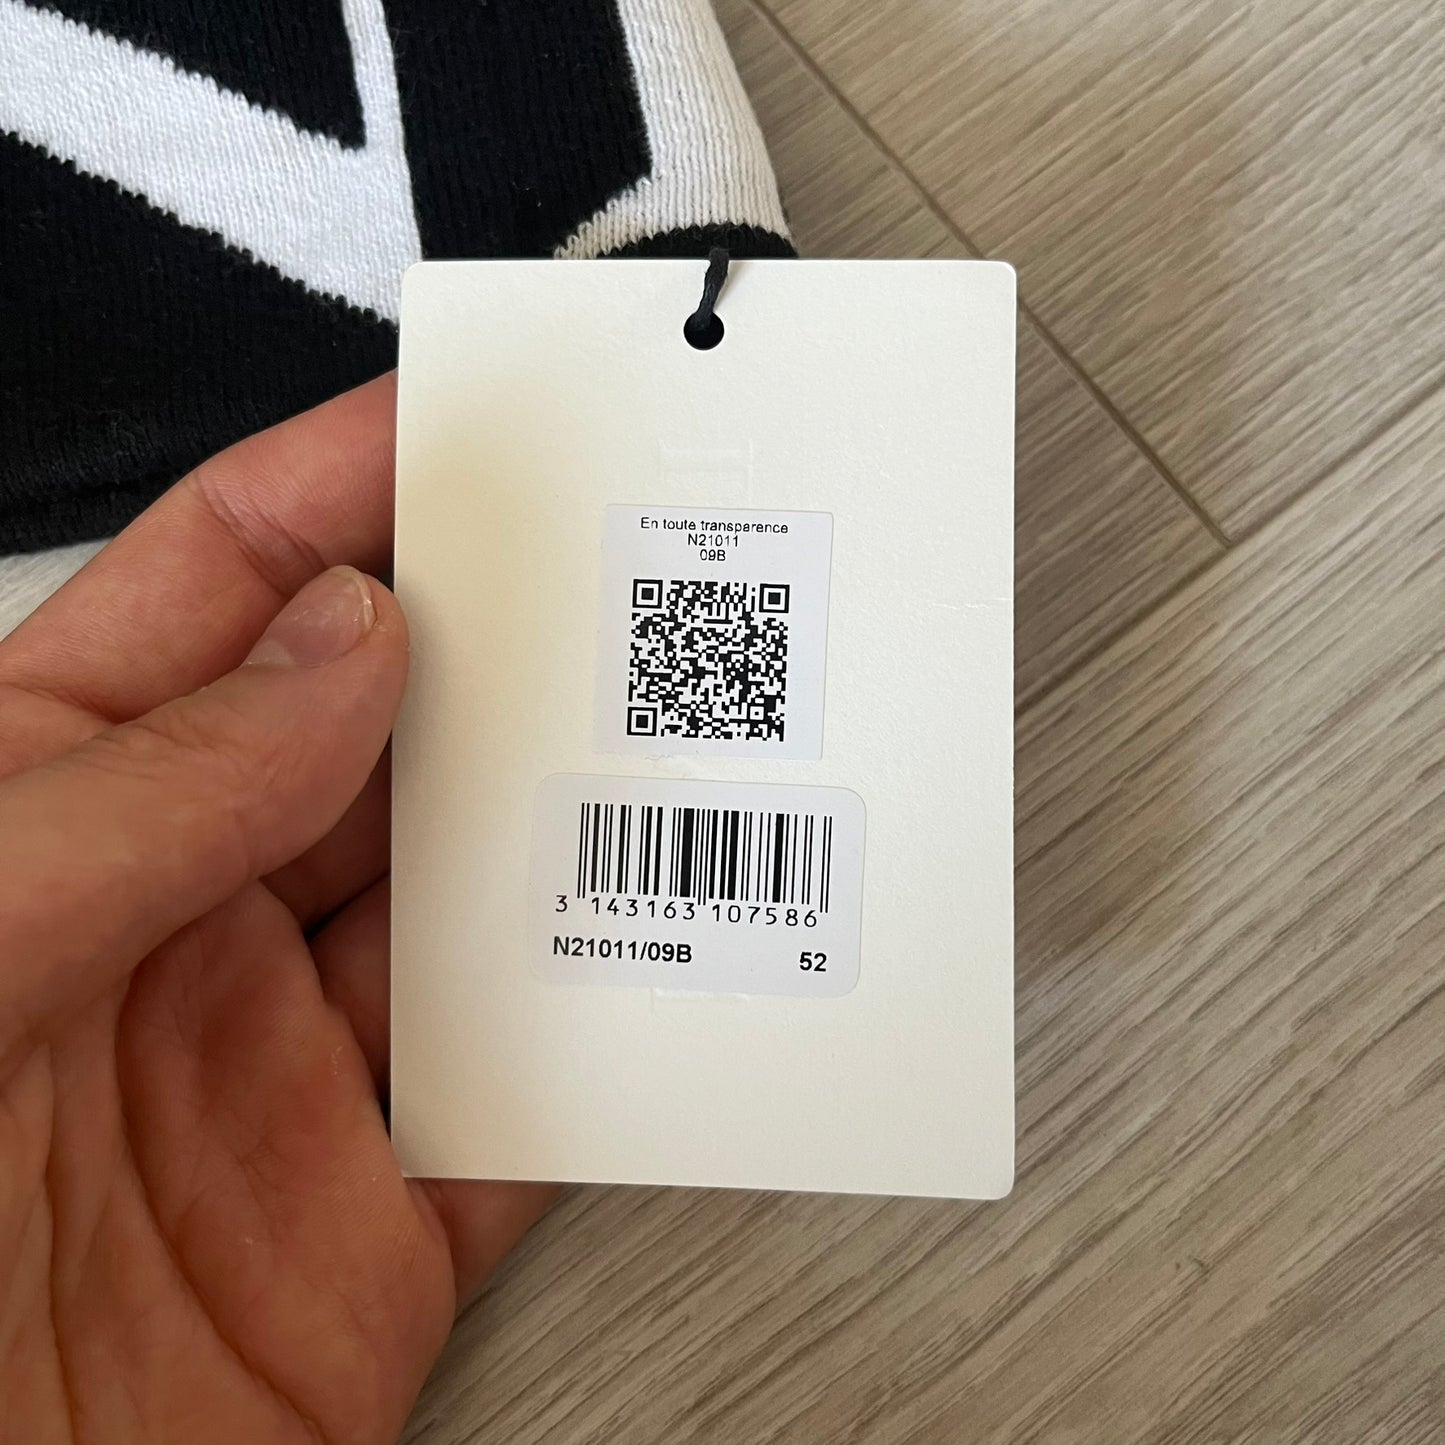 En toute transparence
N21011
09B
3 143163 107586
N21011/09B 52